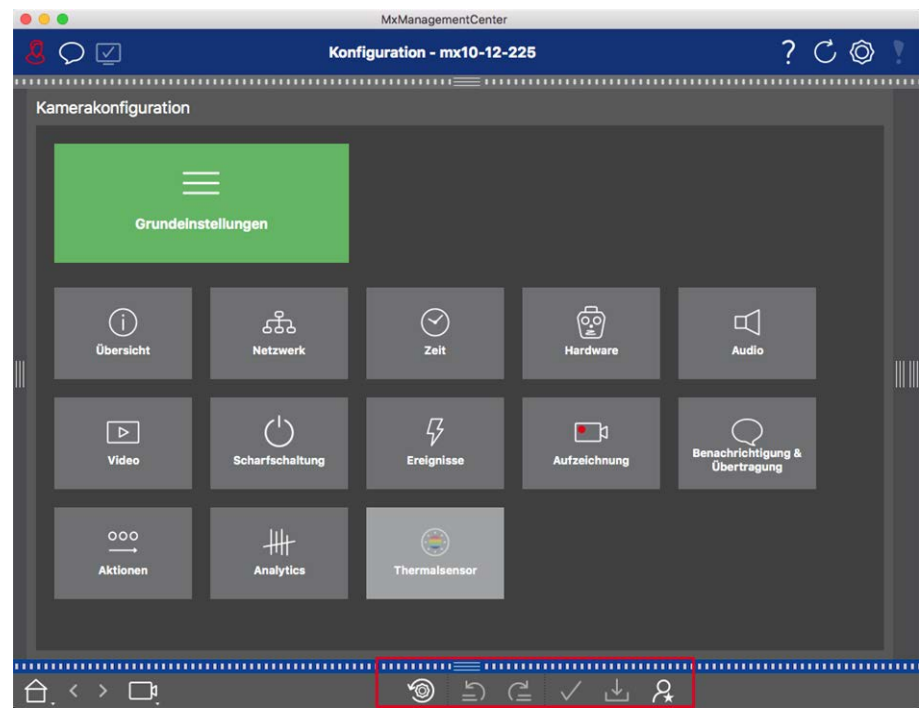 MxManagementCenter
Konfiguration - mx10-12-225
?
Kamerakonfiguration
Grundeinstellungen
Übersicht
Netzwerk
Zeit
Hardware
Audio
Video
Scharfschaltung
Ereignisse
Aufzeichnung
Benachrichtigung &
Übertragung
Aktionen
Analytics
Thermalsensor